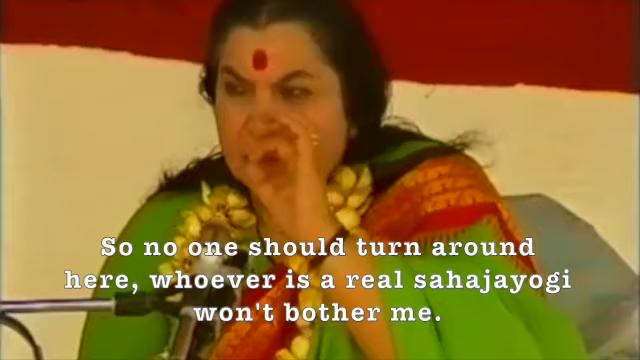 So no one should turn around
here, whoever is a real sahajayogi
won't bother me.